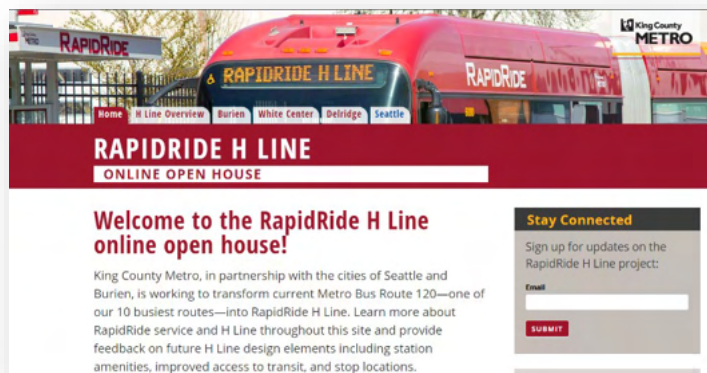 King County
METRO
METRO
RAPIDRIDE
RAPIDRIDE H LINE
RAPIDRIDE
Home
H Line Overview
Burien
White Center
Delridge
Seattle
RAPIDRIDE H LINE
ONLINE OPEN HOUSE
Welcome to the RapidRide H Line
online open house!
King County Metro, in partnership with the cities of Seattle and
Burien, is working to transform current Metro Bus Route 120—one of
our 10 busiest routes—into RapidRide H Line. Learn more about
RapidRide service and H Line throughout this site and provide
feedback on future H Line design elements including station
amenities, improved access to transit, and stop locations.
Stay Connected
Sign up for updates on the
RapidRide H Line project:
Email
SUBMIT